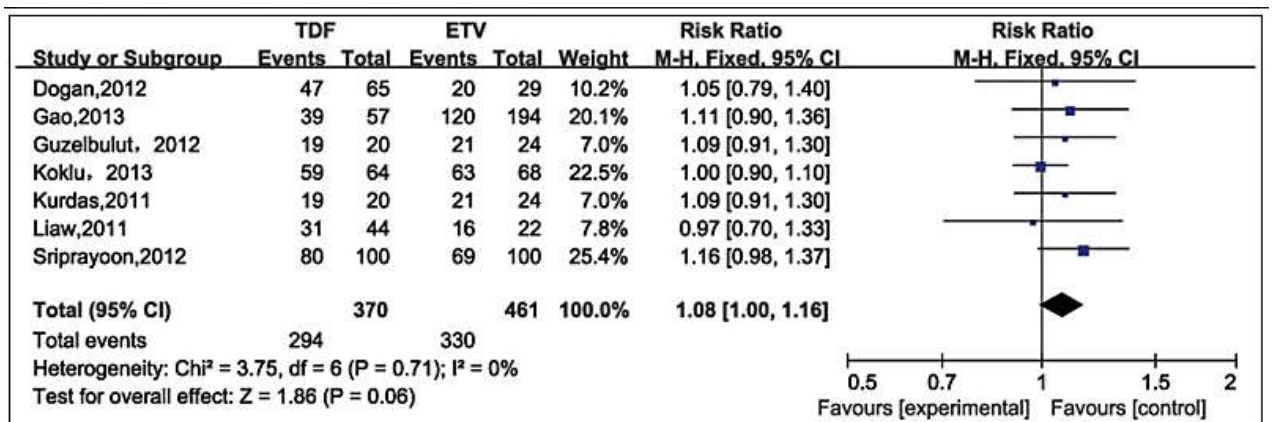 TDF ETV Risk Ratio Risk Ratio
Study or Subgroup Events Total Events Total Weight M-H, Fixed, 95% CI M-H, Fixed, 95% CI
Dogan,2012 47 65 20 29 10.2% 1.05 [0.79, 1.40]
Gao,2013 39 57 120 194 20.1% 1.11 [0.90, 1.36]
Guzelbulut，2012 19 20 21 24 7.0% 1.09 [0.91, 1.30]
Koklu，2013 59 64 63 68 22.5% 1.00 [0.90, 1.10]
Kurdas,2011 19 20 21 24 7.0% 1.09 [0.91, 1.30]
Liaw,2011 31 44 16 22 7.8% 0.97 [0.70, 1.33]
Sriprayoon,2012 80 100 69 100 25.4% 1.16 [0.98, 1.37]
Total (95% CI) 370 461 100.0% 1.08 [1.00, 1.16]
Total events 294 330
Heterogeneity: Chi² = 3.75, df = 6 (P = 0.71); I² = 0%
Test for overall effect: Z = 1.86 (P = 0.06)
0.5 0.7 1 1.5 2
Favours [experimental] Favours [control]